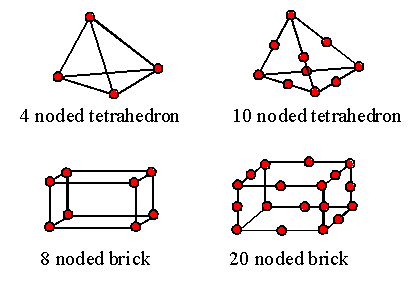 4 noded tetrahedron
10 noded tetrahedron
8 noded brick
20 noded brick